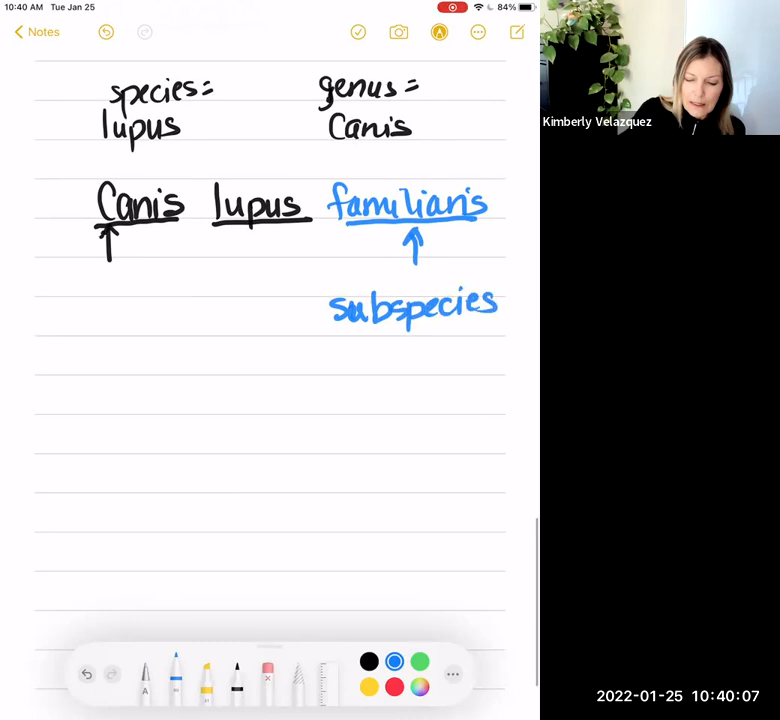 10:40 AM Tue Jan 25
84%
Notes
species= genus=
lupus Canis
Canis lupus familiaris
subspecies
Kimberly Velazquez
A
2022-01-25 10:40:07